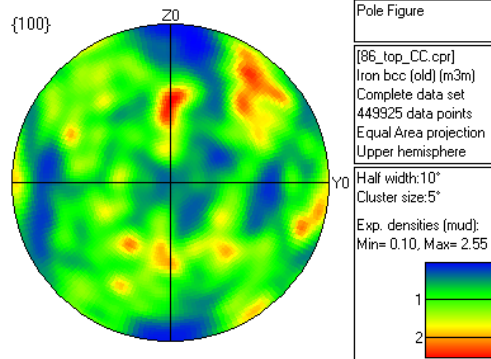 {100}
Z0
Y0
Pole Figure
[86_top_CC.cpr]
Iron bcc (old) (m3m)
Complete data set
449925 data points
Equal Area projection
Upper hemisphere
Half width:10°
Cluster size:5°
Exp. densities (mud):
Min= 0.10, Max= 2.55
1
2